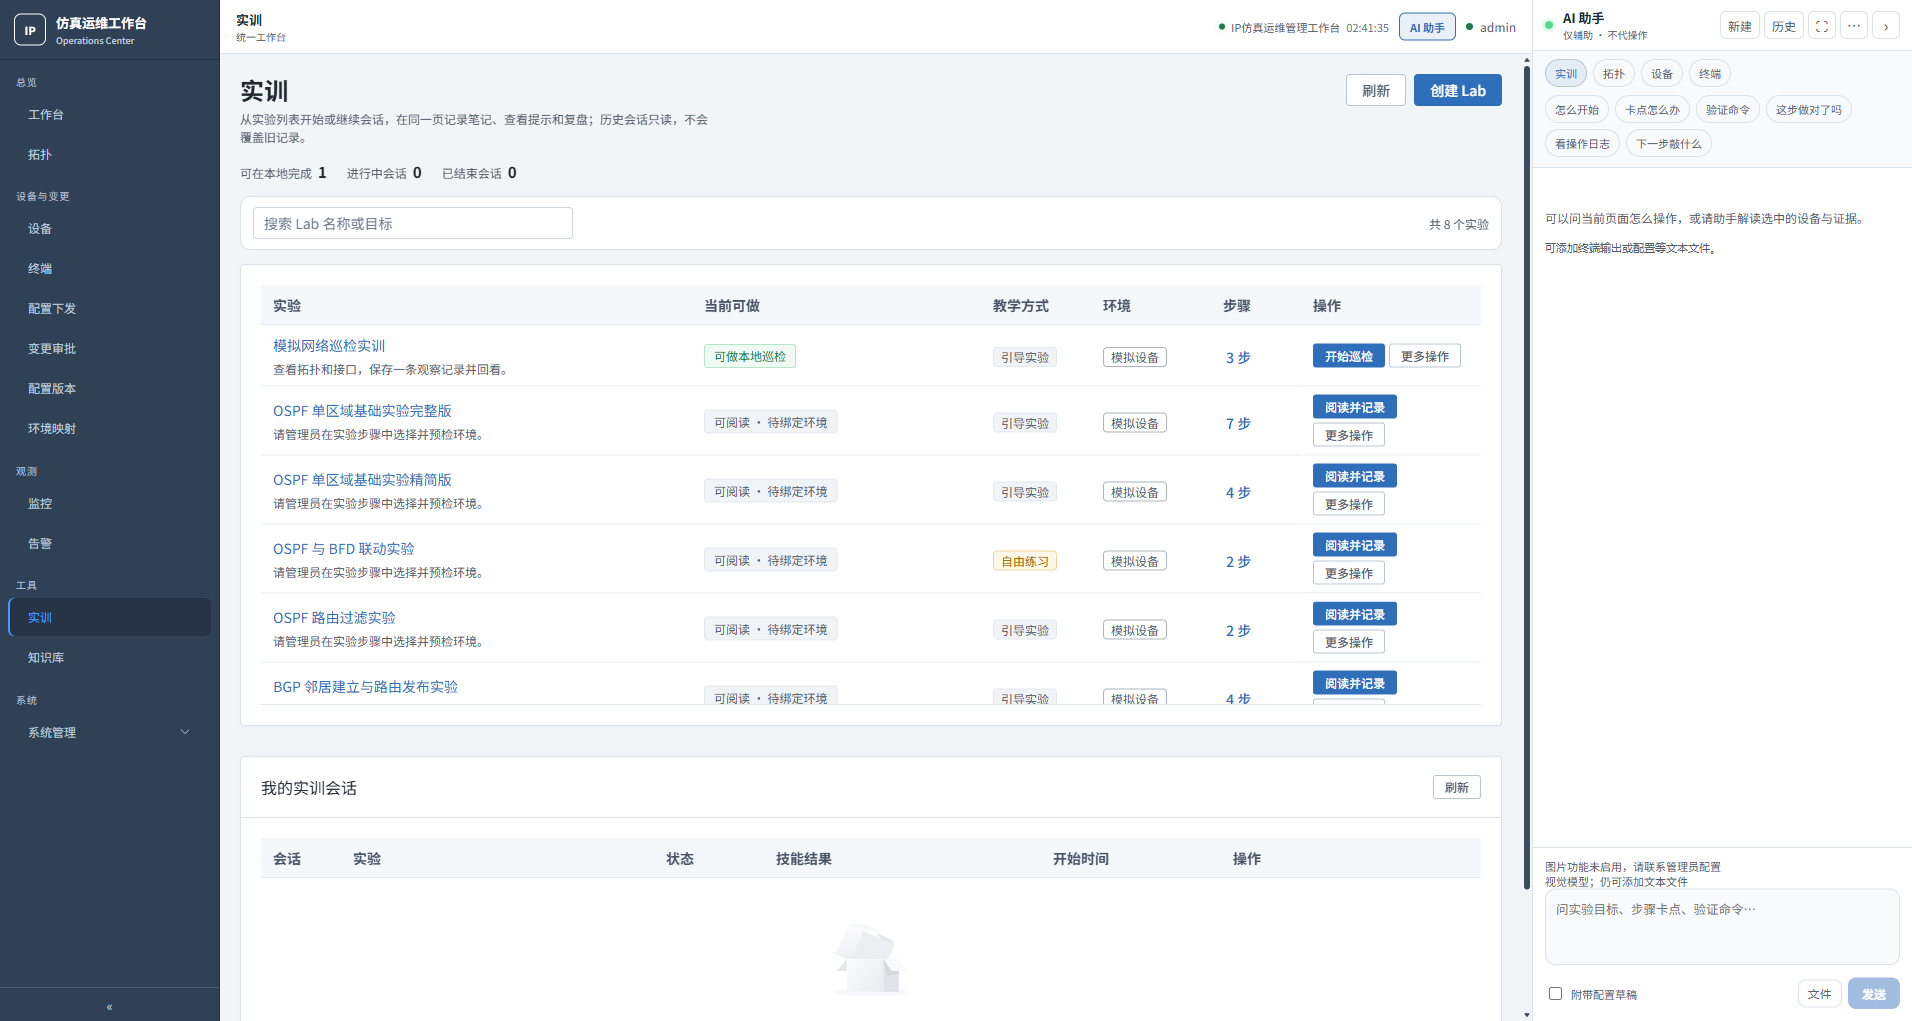 IP
仿真运维工作台
Operations Center
总览
工作台
拓扑
设备与变更
设备
终端
配置下发
变更审批
配置版本
环境映射
观测
监控
告警
工具
实训
知识库
系统
系统管理
«
实训
统一工作台
IP仿真运维管理工作台 02:41:35
AI 助手
admin
实训
从实验列表开始或继续会话，在同一页记录笔记、查看提示和复盘；历史会话只读，不会
覆盖旧记录。
刷新
创建 Lab
可在本地完成 1 进行中会话 0 已结束会话 0
搜索 Lab 名称或目标
共 8 个实验
实验 当前可做 教学方式 环境 步骤 操作
模拟网络巡检实训
查看拓扑和接口，保存一条观察记录并回看。
可做本地巡检 引导实验 模拟设备 3 步 开始巡检 更多操作
OSPF 单区域基础实验完整版
请管理员在实验步骤中选择并预检环境。
可阅读 · 待绑定环境 引导实验 模拟设备 7 步 阅读并记录
更多操作
OSPF 单区域基础实验精简版
请管理员在实验步骤中选择并预检环境。
可阅读 · 待绑定环境 引导实验 模拟设备 4 步 阅读并记录
更多操作
OSPF 与 BFD 联动实验
请管理员在实验步骤中选择并预检环境。
可阅读 · 待绑定环境 自由练习 模拟设备 2 步 阅读并记录
更多操作
OSPF 路由过滤实验
请管理员在实验步骤中选择并预检环境。
可阅读 · 待绑定环境 引导实验 模拟设备 2 步 阅读并记录
更多操作
BGP 邻居建立与路由发布实验
可阅读 · 待绑定环境 引导实验 模拟设备 4 步 阅读并记录
我的实训会话
刷新
会话 实验 状态 技能结果 开始时间 操作
AI 助手
仅辅助 · 不代操作
新建 历史 ⛶ ··· ›
实训 拓扑 设备 终端
怎么开始 卡点怎么办 验证命令 这步做对了吗
看操作日志 下一步敲什么
可以问当前页面怎么操作，或请助手解读选中的设备与证据。
可添加终端输出或配置等文本文件。
图片功能未启用，请联系管理员配置
视觉模型；仍可添加文本文件
问实验目标、步骤卡点、验证命令…
附带配置草稿
文件
发送